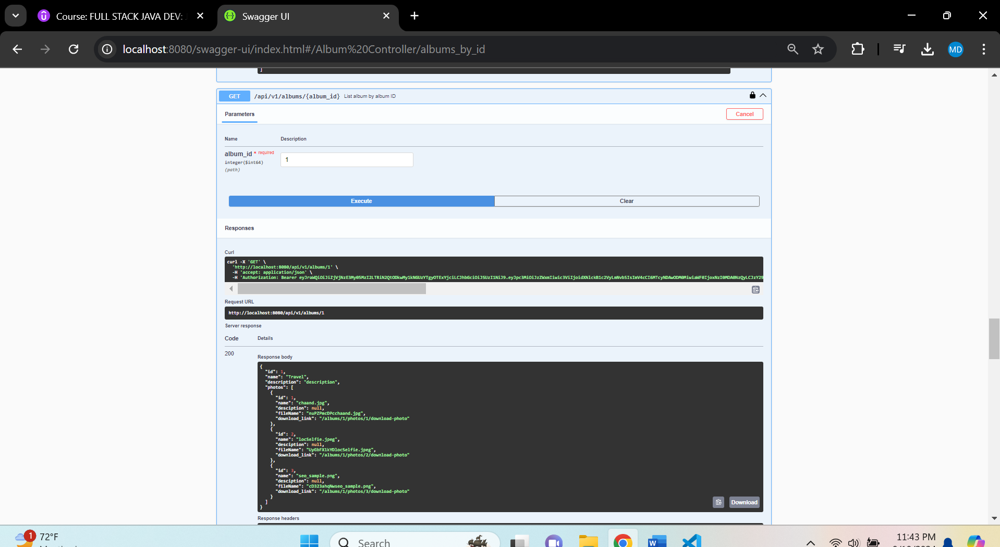 Course: FULL STACK JAVA DEV:
Swagger UI
localhost:8080/swagger-ui/index.html#/Album%20Controller/albums_by_id
MD
]
GET /api/v1/albums/{album_id} List album by album ID
Parameters
Cancel
Name Description
album_id * required
integer($int64)
(path)
1
Execute
Clear
Responses
Curl
curl -X 'GET' \
'http://localhost:8080/api/v1/albums/1' \
-H 'accept: application/json' \
-H 'Authorization: Bearer
Request URL
http://localhost:8080/api/v1/albums/1
Server response
Code Details
200
Response body
{
"id": 1,
"name": "Travel",
"description": "description",
"photos": [
{
"id": 1,
"name": "chaand.jpg",
"desciption": null,
"fileName": "nuPZPmcDPcchaand.jpg",
"download_link": "/albums/1/photos/1/download-photo"
},
{
"id": 2,
"name": "locSelfie.jpeg",
"desciption": null,
"fileName": "UyGbFX1kYDlocSelfie.jpeg",
"download_link": "/albums/1/photos/2/download-photo"
},
{
"id": 3,
"name": "seo_sample.png",
"desciption": null,
"fileName": "cD323ahqNwseo_sample.png",
"download_link": "/albums/1/photos/3/download-photo"
}
]
}
Download
Response headers
1
72°F
Search
W
11:43 PM